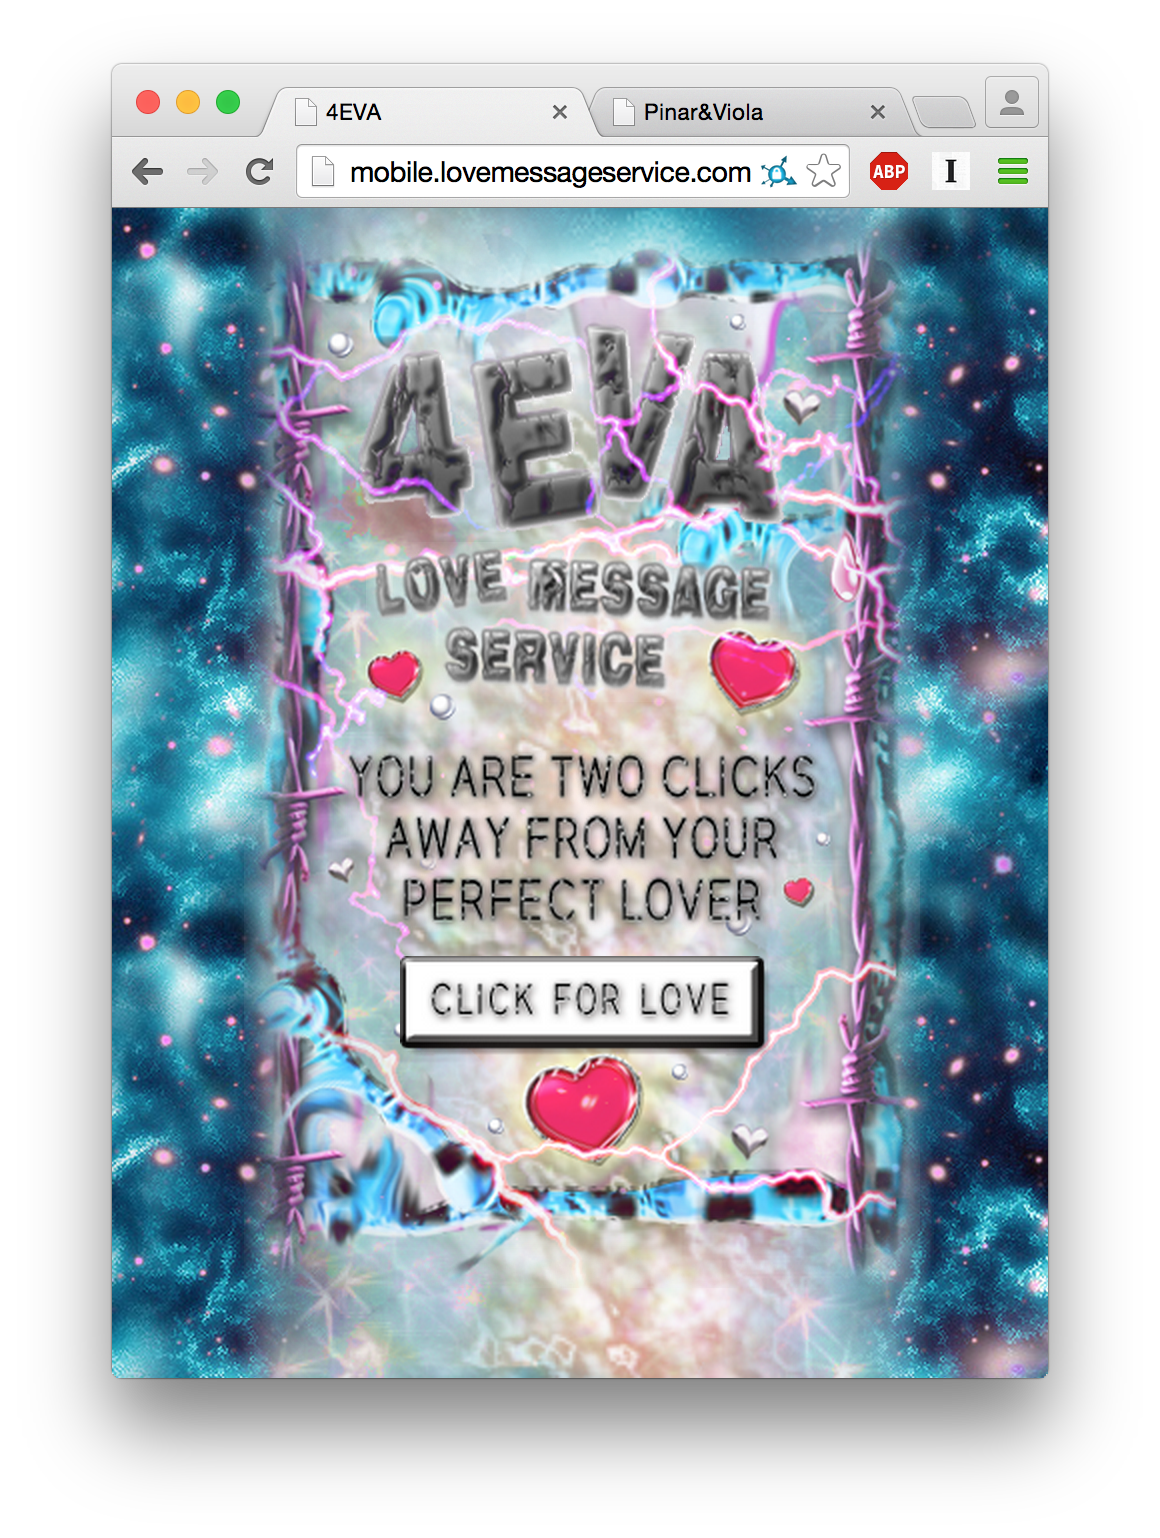 4EVA
Pinar&Viola
mobile.lovemessageservice.com
ABP
I
4EVA
LOVE MESSAGE
SERVICE
YOU ARE TWO CLICKS
AWAY FROM YOUR
PERFECT LOVER
CLICK FOR LOVE